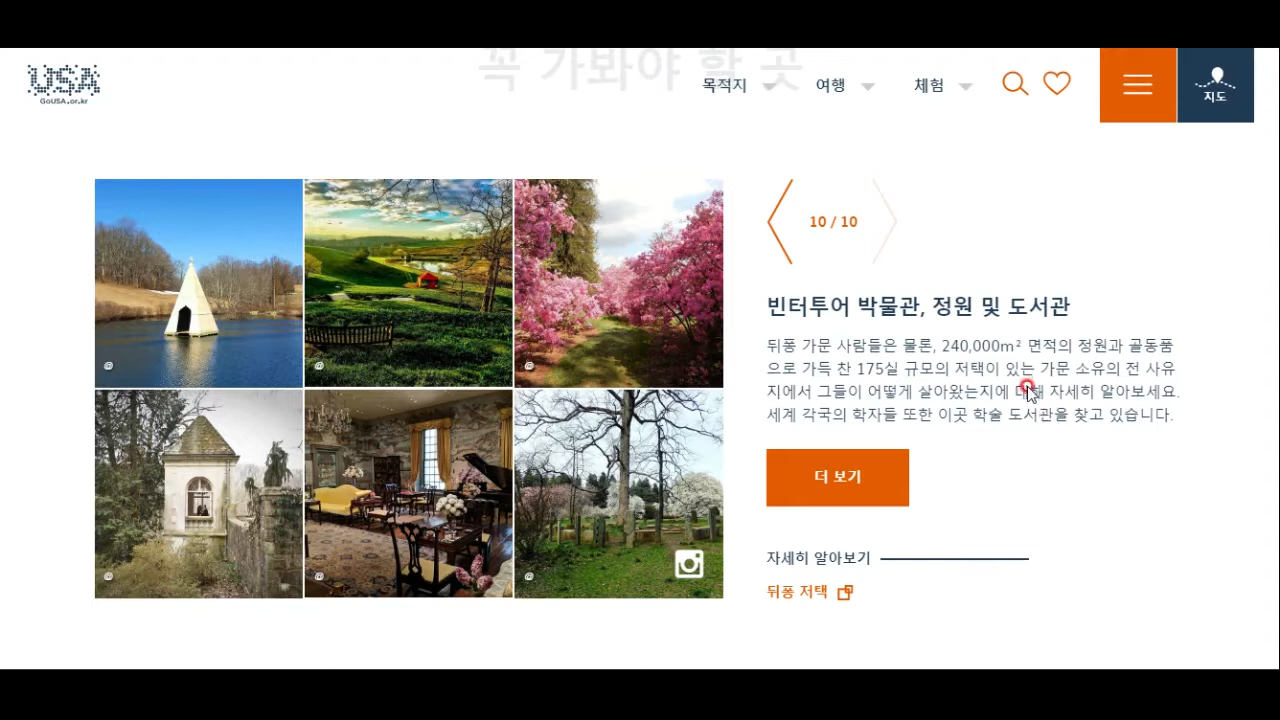 꼭 가봐야 할 곳
USA
GoUSA.or.kr
목적지
여행
체험
지도
10 / 10
빈터투어 박물관, 정원 및 도서관
뒤퐁 가문 사람들은 물론, 240,000m² 면적의 정원과 골동품
으로 가득 찬 175실 규모의 저택이 있는 가문 소유의 전 사유
지에서 그들이 어떻게 살아왔는지에 대해 자세히 알아보세요.
세계 각국의 학자들 또한 이곳 학술 도서관을 찾고 있습니다.
더 보기
자세히 알아보기
뒤퐁 저택
@
@
@
@
@
@